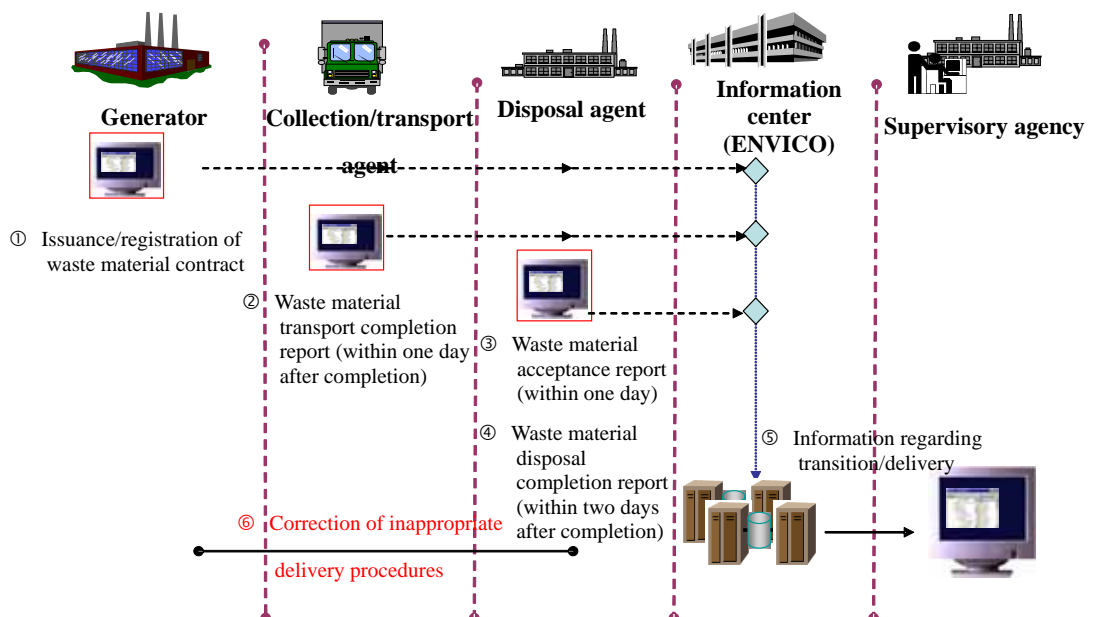 Generator
Collection/transport
agent
Disposal agent
Information
center
(ENVICO)
Supervisory agency
① Issuance/registration of
waste material contract
② Waste material
transport completion
report (within one day
after completion)
③ Waste material
acceptance report
(within one day)
④ Waste material
disposal
completion report
(within two days
after completion)
⑤ Information regarding
transition/delivery
⑥ Correction of inappropriate
delivery procedures